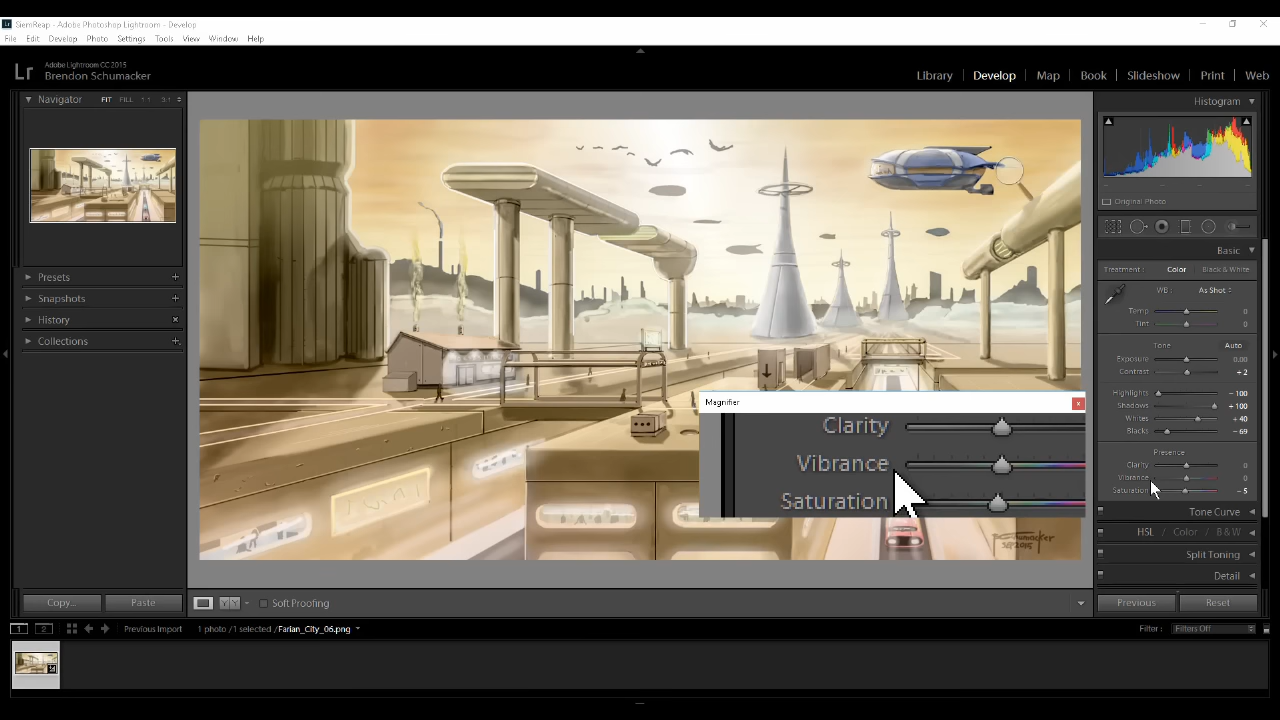 SiemReap - Adobe Photoshop Lightroom - Develop
File Edit Develop Photo Settings Tools View Window Help
Lr Adobe Lightroom CC 2015
Brendon Schumacker
Library | Develop | Map | Book | Slideshow | Print | Web
Navigator FIT FILL 1:1 3:1
Histogram
Original Photo
Basic
Treatment: Color Black & White
WB: As Shot
Temp 0
Tint 0
Tone Auto
Exposure 0.00
Contrast + 2
Highlights - 100
Shadows + 100
Whites + 40
Blacks - 69
Presence
Clarity 0
Vibrance 0
Saturation - 5
Tone Curve
HSL / Color / B & W
Split Toning
Detail
Previous Reset
Presets
Snapshots
History
Collections
Copy... Paste
Magnifier
Clarity
Vibrance
Saturation
Schumacker
2015
Soft Proofing
1 2 Previous Import 1 photo /1 selected /Farian_City_06.png
Filter : Filters Off